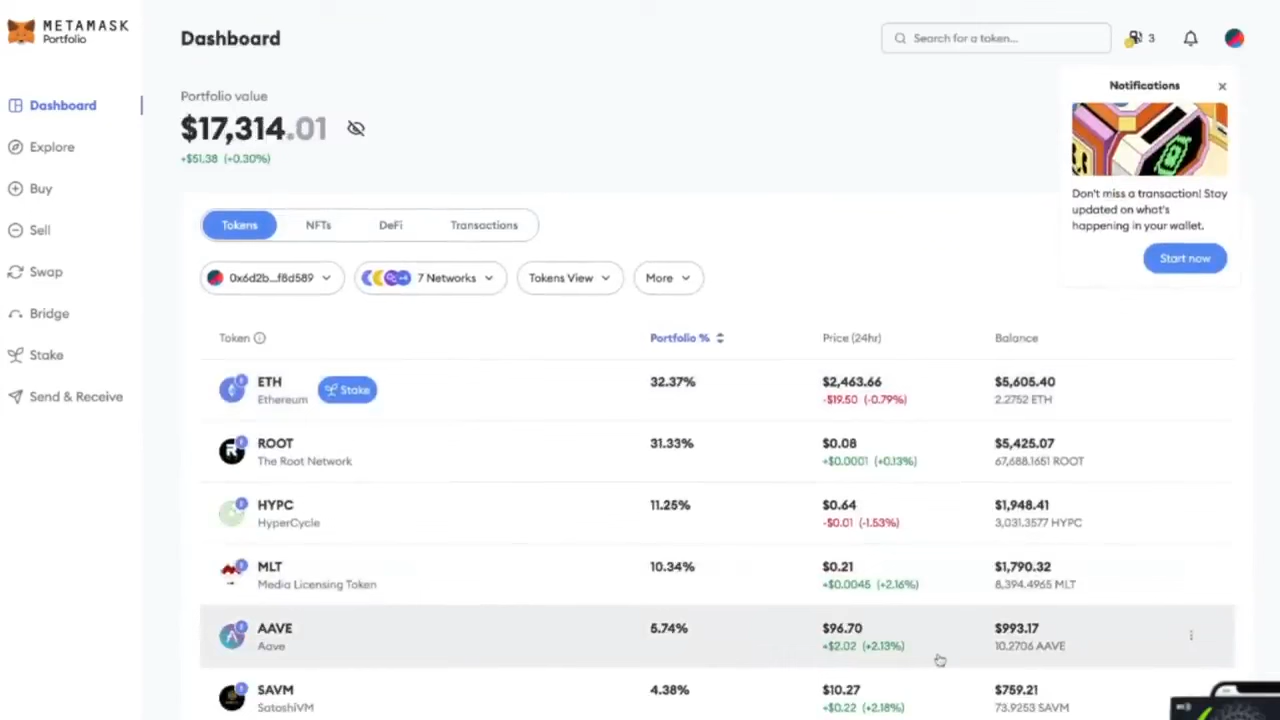 METAMASK
Portfolio
Dashboard
Search for a token...
3
Dashboard
Explore
Buy
Sell
Swap
Bridge
Stake
Send & Receive
Portfolio value
$17,314.01
+$51.38 (+0.30%)
Notifications
Don't miss a transaction! Stay
updated on what's
happening in your wallet.
Start now
Tokens NFTs DeFi Transactions
0x6d2b...f8d589 7 Networks Tokens View More
Token Portfolio % Price (24hr) Balance
ETH Stake 32.37% $2,463.66 $5,605.40
Ethereum -$19.50 (-0.79%) 2.2752 ETH
ROOT 31.33% $0.08 $5,425.07
The Root Network +$0.0001 (+0.13%) 67,688.1651 ROOT
HYPC 11.25% $0.64 $1,948.41
HyperCycle -$0.01 (-1.53%) 3,031.3577 HYPC
MLT 10.34% $0.21 $1,790.32
Media Licensing Token +$0.0045 (+2.16%) 8,394.4965 MLT
AAVE 5.74% $96.70 $993.17
Aave +$2.02 (+2.13%) 10.2706 AAVE
SAVM 4.38% $10.27 $759.21
SatoshiVM +$0.22 (+2.18%) 73.9253 SAVM